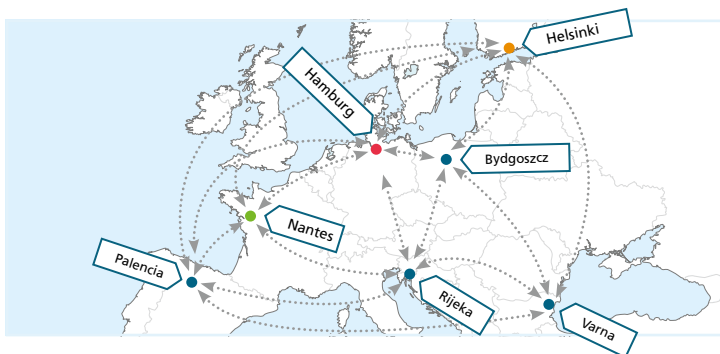 Helsinki
Hamburg
Bydgoszcz
Nantes
Palencia
Rijeka
Varna